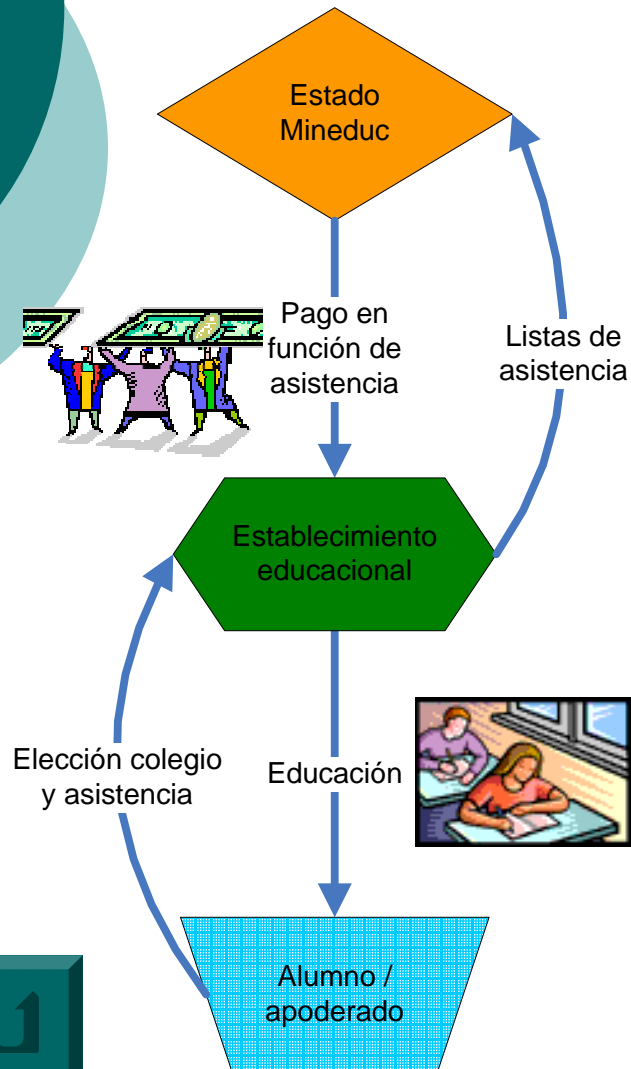 Estado
Mineduc
Pago en
función de
asistencia
Listas de
asistencia
Establecimiento
educacional
Elección colegio
y asistencia
Educación
Alumno /
apoderado